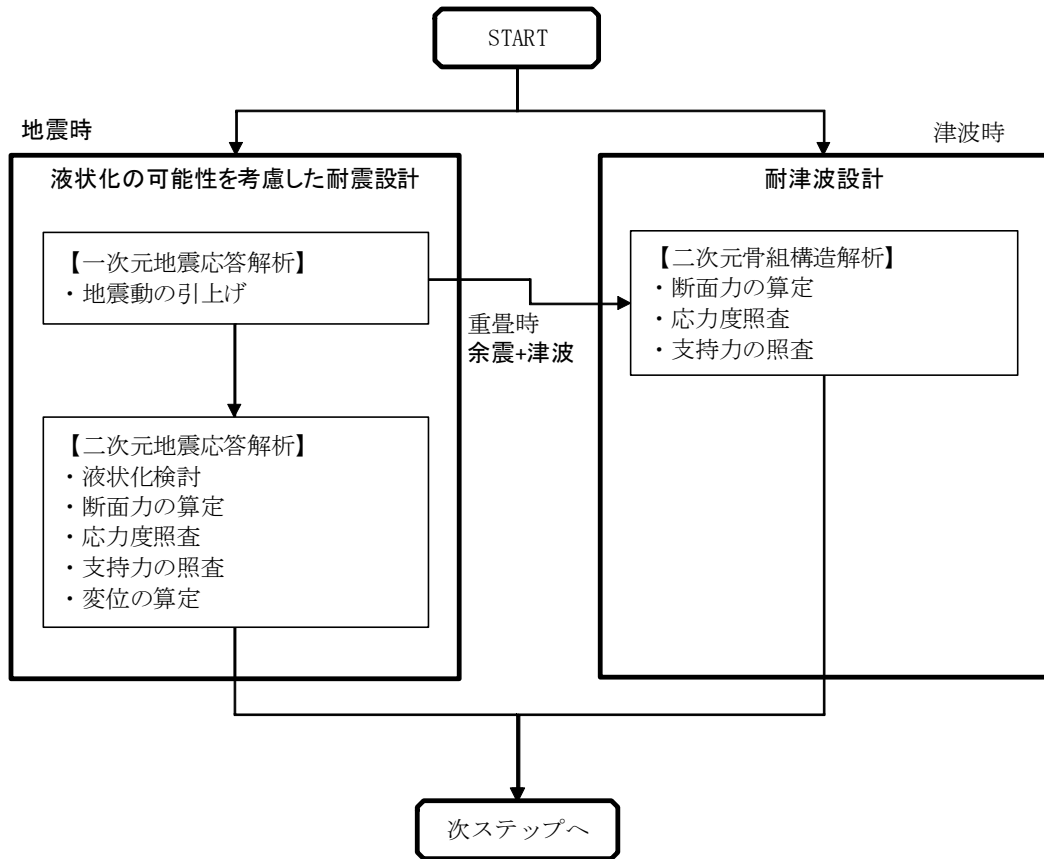 START
地震時
液状化の可能性を考慮した耐震設計
【一次元地震応答解析】
・地震動の引上げ
【二次元地震応答解析】
・液状化検討
・断面力の算定
・応力度照査
・支持力の照査
・変位の算定
重畳時
余震+津波
津波時
耐津波設計
【二次元骨組構造解析】
・断面力の算定
・応力度照査
・支持力の照査
次ステップへ